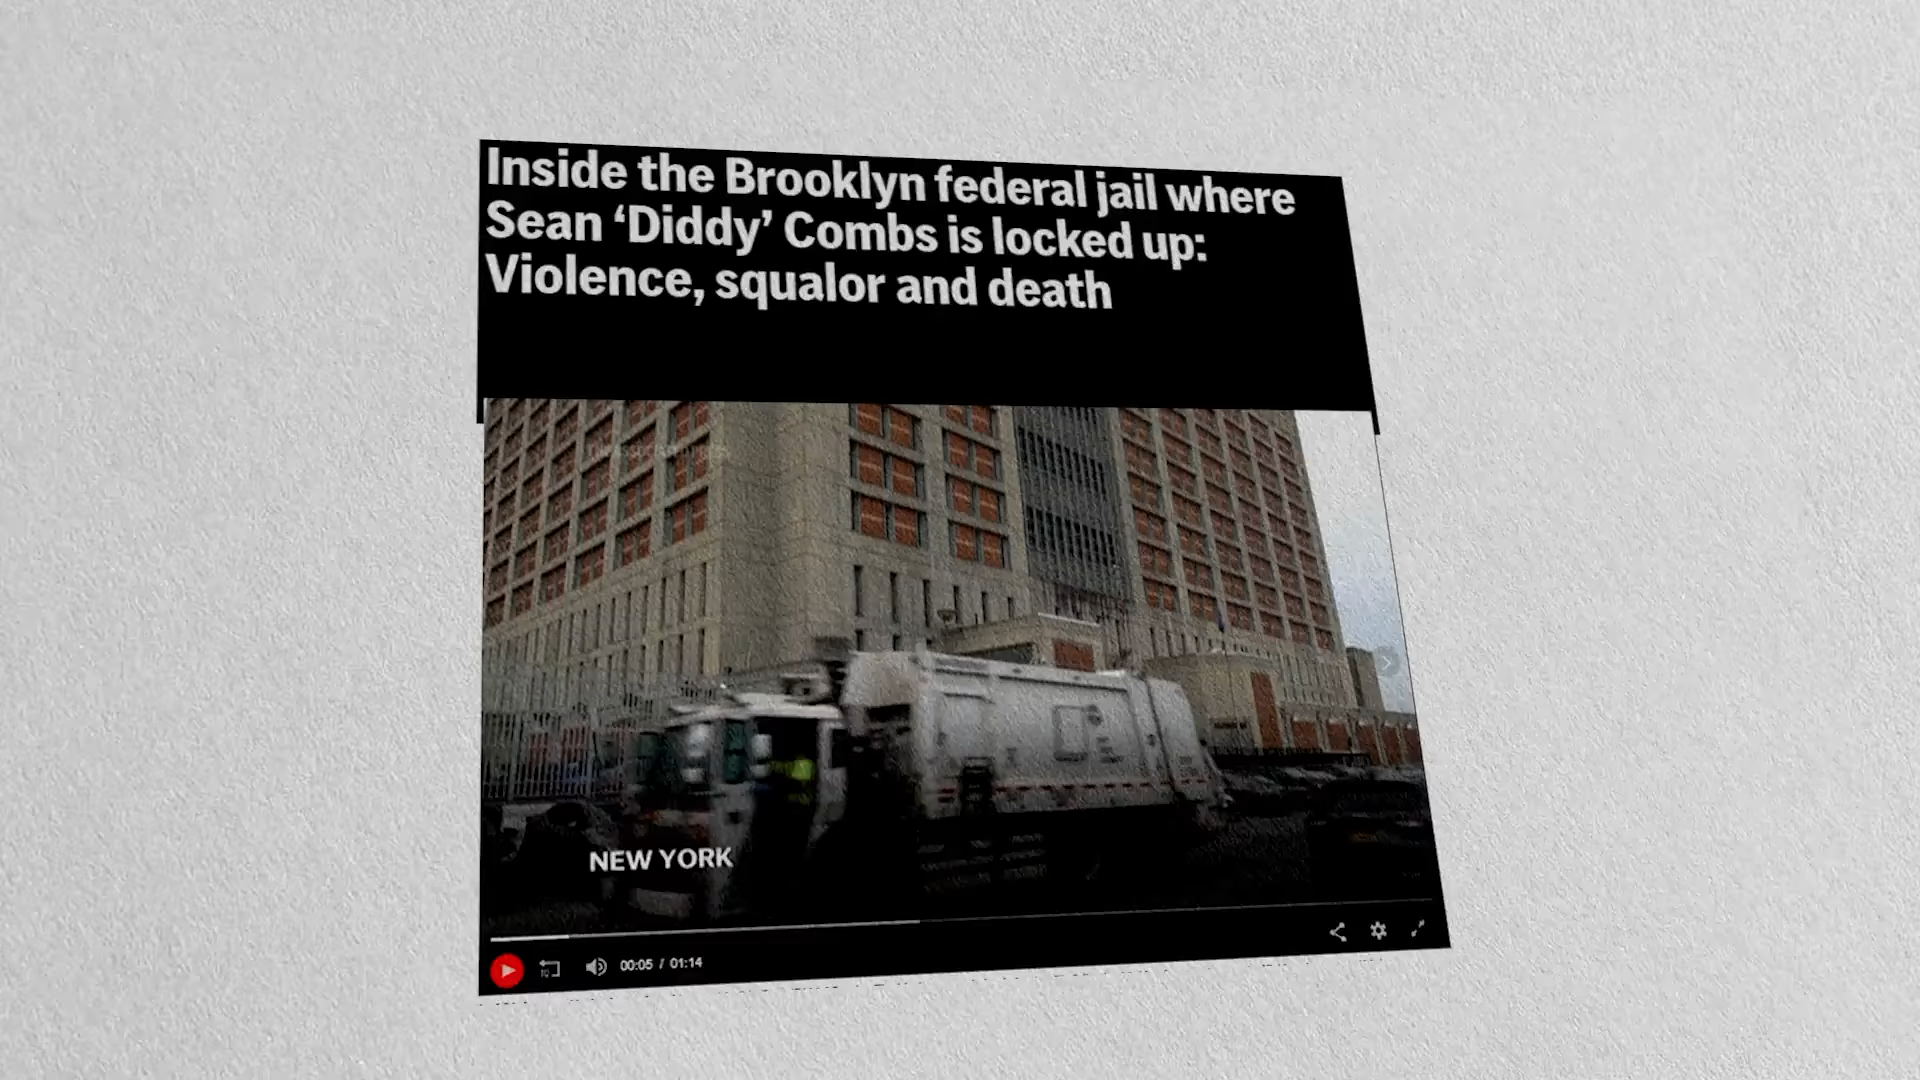 Inside the Brooklyn federal jail where
Sean ‘Diddy’ Combs is locked up:
Violence, squalor and death
NEW YORK
00:05 / 01:14